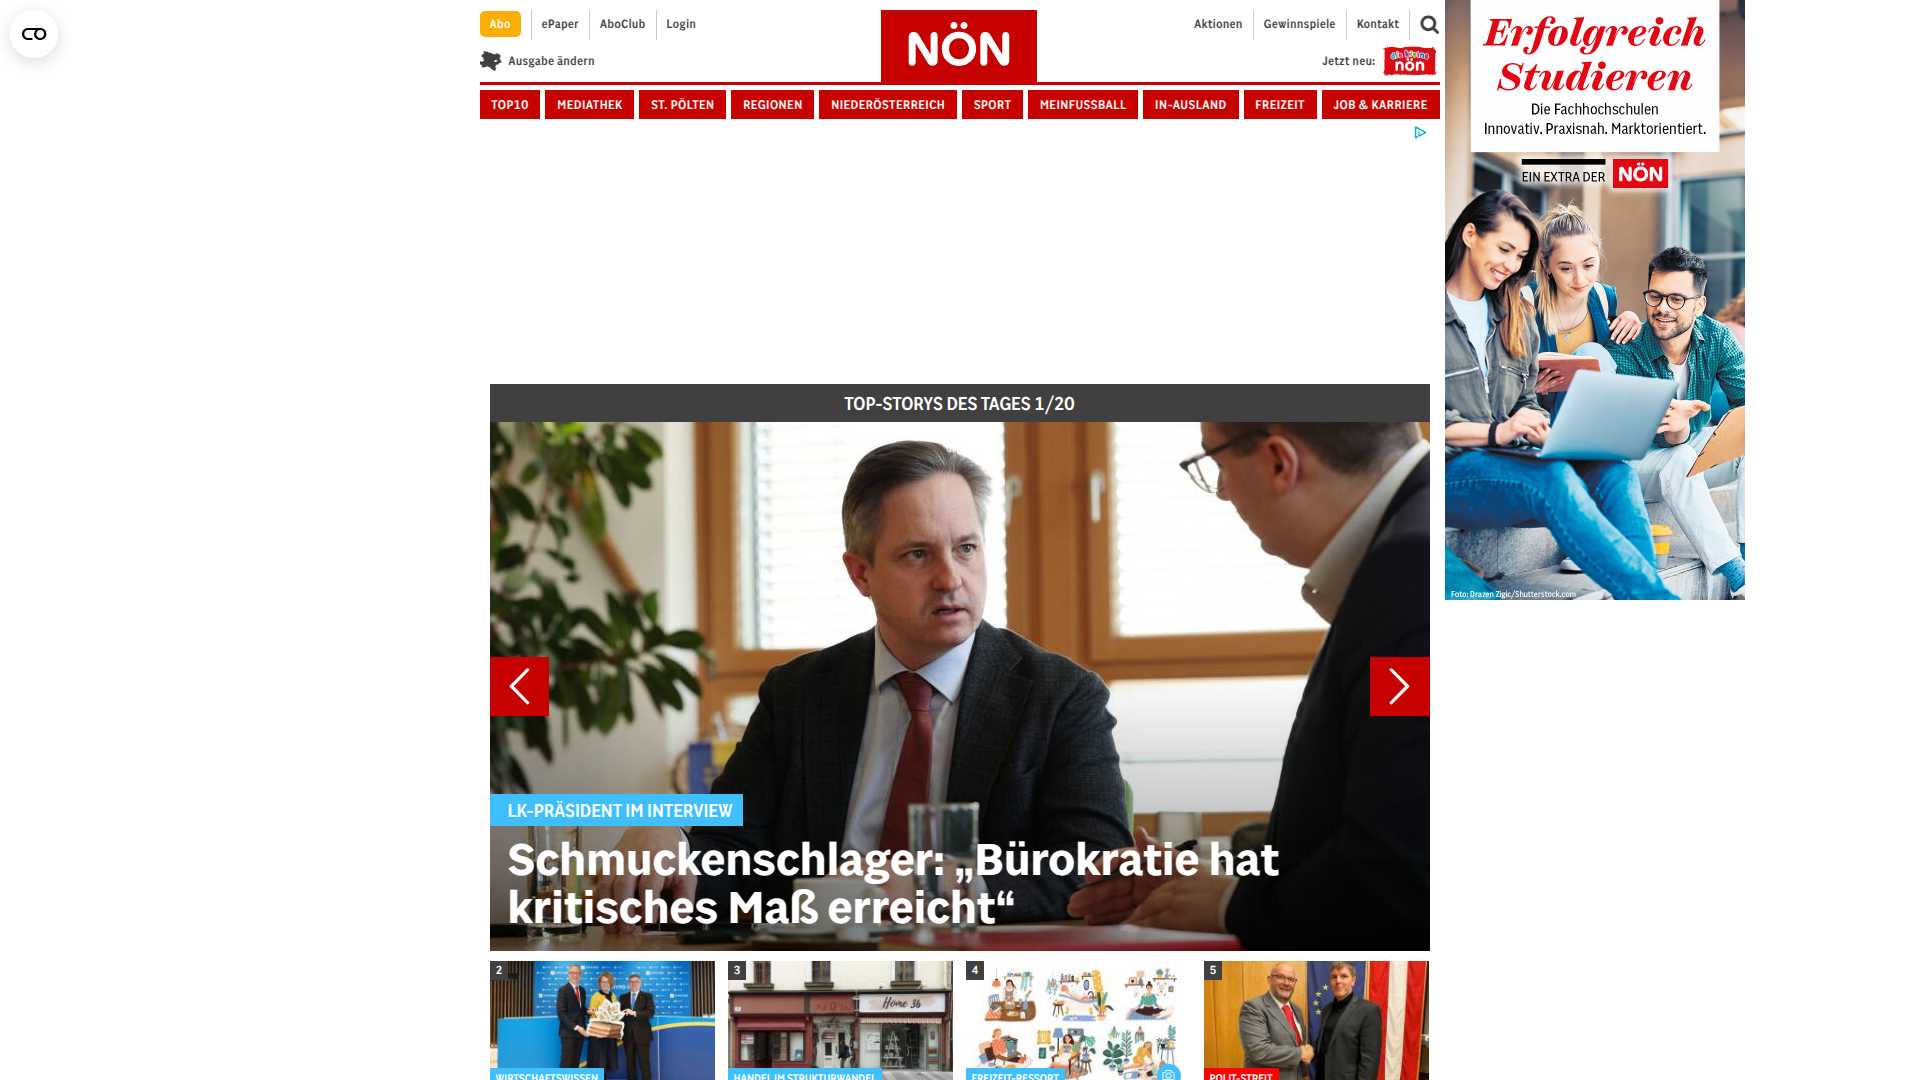 Abo
ePaper
AboClub
Login
NÖN
Aktionen
Gewinnspiele
Kontakt
Ausgabe ändern
Jetzt neu:
die kleine
nön
TOP10
MEDIATHEK
ST. PÖLTEN
REGIONEN
NIEDERÖSTERREICH
SPORT
MEINFUSSBALL
IN-AUSLAND
FREIZEIT
JOB & KARRIERE
Erfolgreich
Studieren
Die Fachhochschulen
Innovativ. Praxisnah. Marktorientiert.
EIN EXTRA DER NÖN
Foto: Drazen Zigic/Shutterstock.com
TOP-STORYS DES TAGES 1/20
LK-PRÄSIDENT IM INTERVIEW
Schmuckenschlager: „Bürokratie hat
kritisches Maß erreicht“
2
3
4
5
Home 36
WIRTSCHAFTSWISSEN
HANDEL IM STRUKTURWANDEL
FREIZEIT-RESSORT
POLIT-STREIT